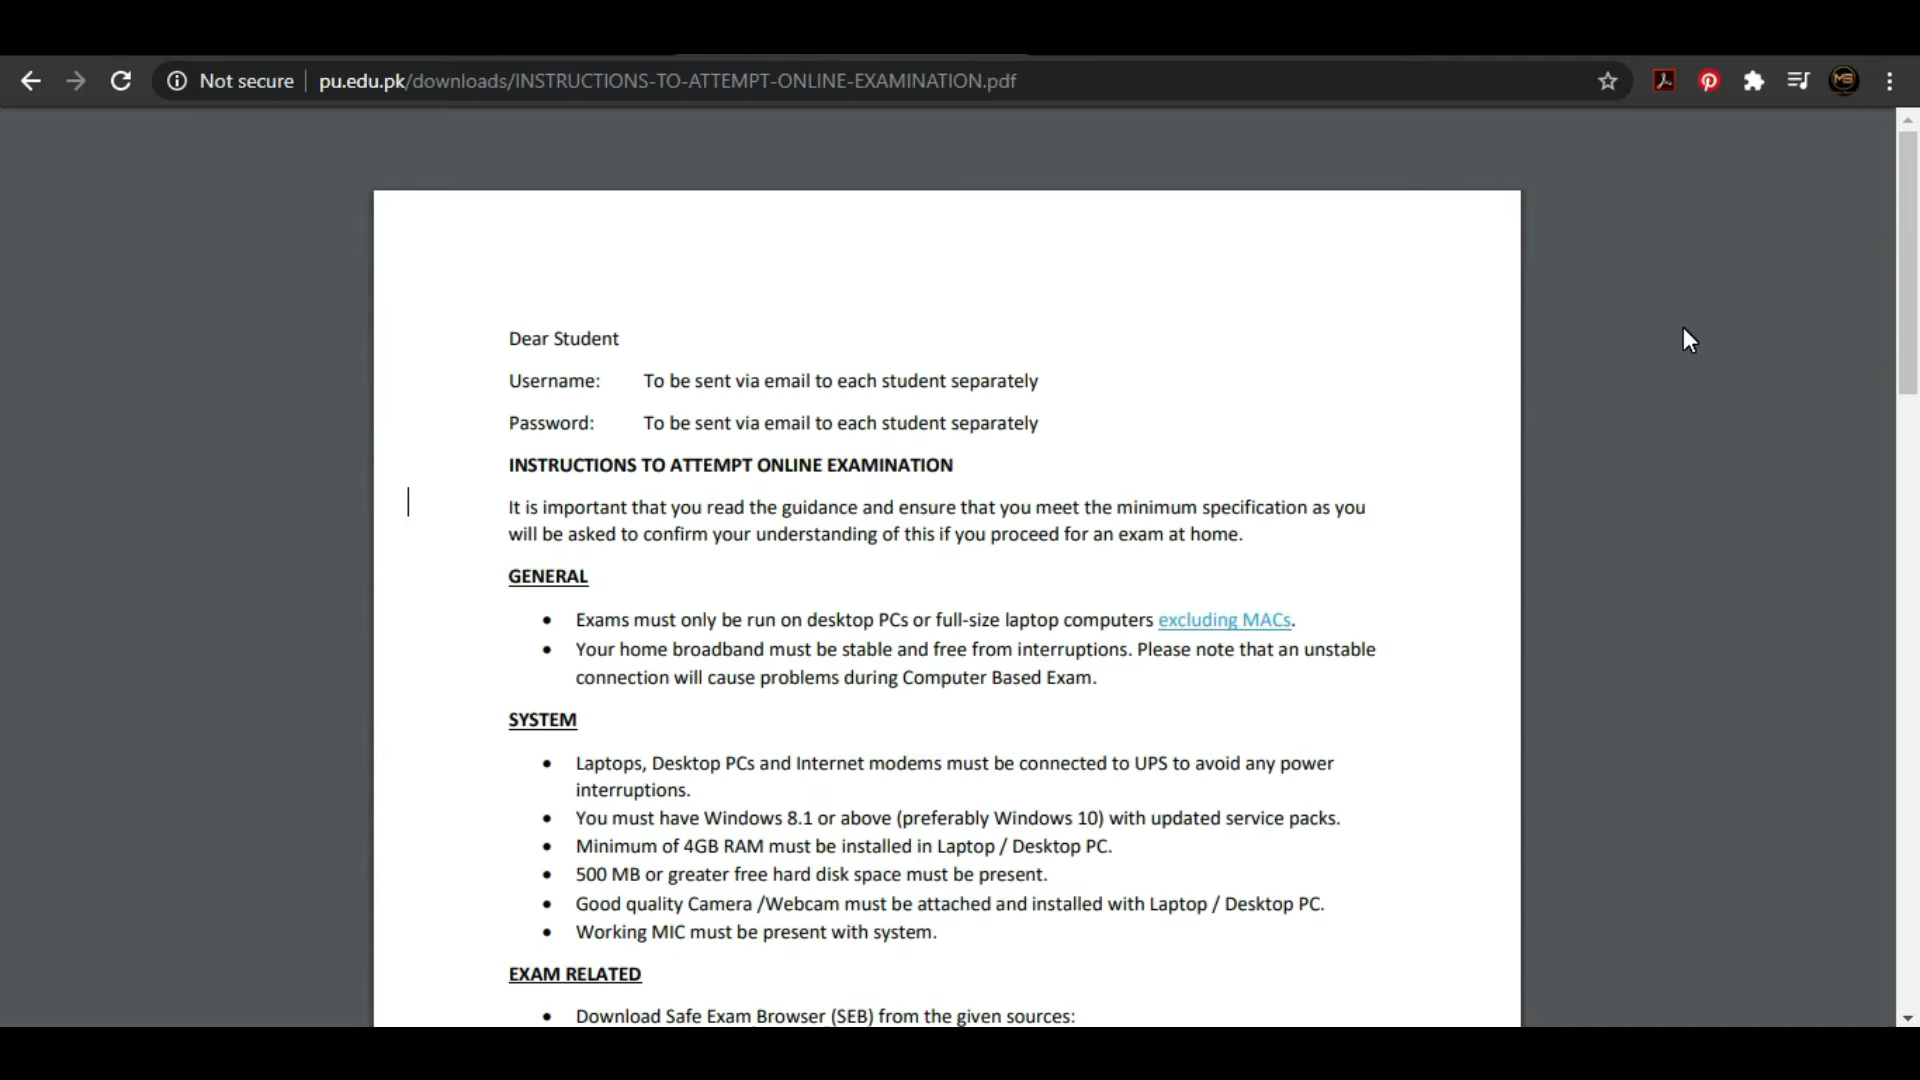 Not secure
pu.edu.pk/downloads/INSTRUCTIONS-TO-ATTEMPT-ONLINE-EXAMINATION.pdf
MS
Dear Student
Username: To be sent via email to each student separately
Password: To be sent via email to each student separately
INSTRUCTIONS TO ATTEMPT ONLINE EXAMINATION
It is important that you read the guidance and ensure that you meet the minimum specification as you
will be asked to confirm your understanding of this if you proceed for an exam at home.
GENERAL
• Exams must only be run on desktop PCs or full-size laptop computers excluding MACs.
• Your home broadband must be stable and free from interruptions. Please note that an unstable
connection will cause problems during Computer Based Exam.
SYSTEM
• Laptops, Desktop PCs and Internet modems must be connected to UPS to avoid any power
interruptions.
• You must have Windows 8.1 or above (preferably Windows 10) with updated service packs.
• Minimum of 4GB RAM must be installed in Laptop / Desktop PC.
• 500 MB or greater free hard disk space must be present.
• Good quality Camera /Webcam must be attached and installed with Laptop / Desktop PC.
• Working MIC must be present with system.
EXAM RELATED
• Download Safe Exam Browser (SEB) from the given sources: